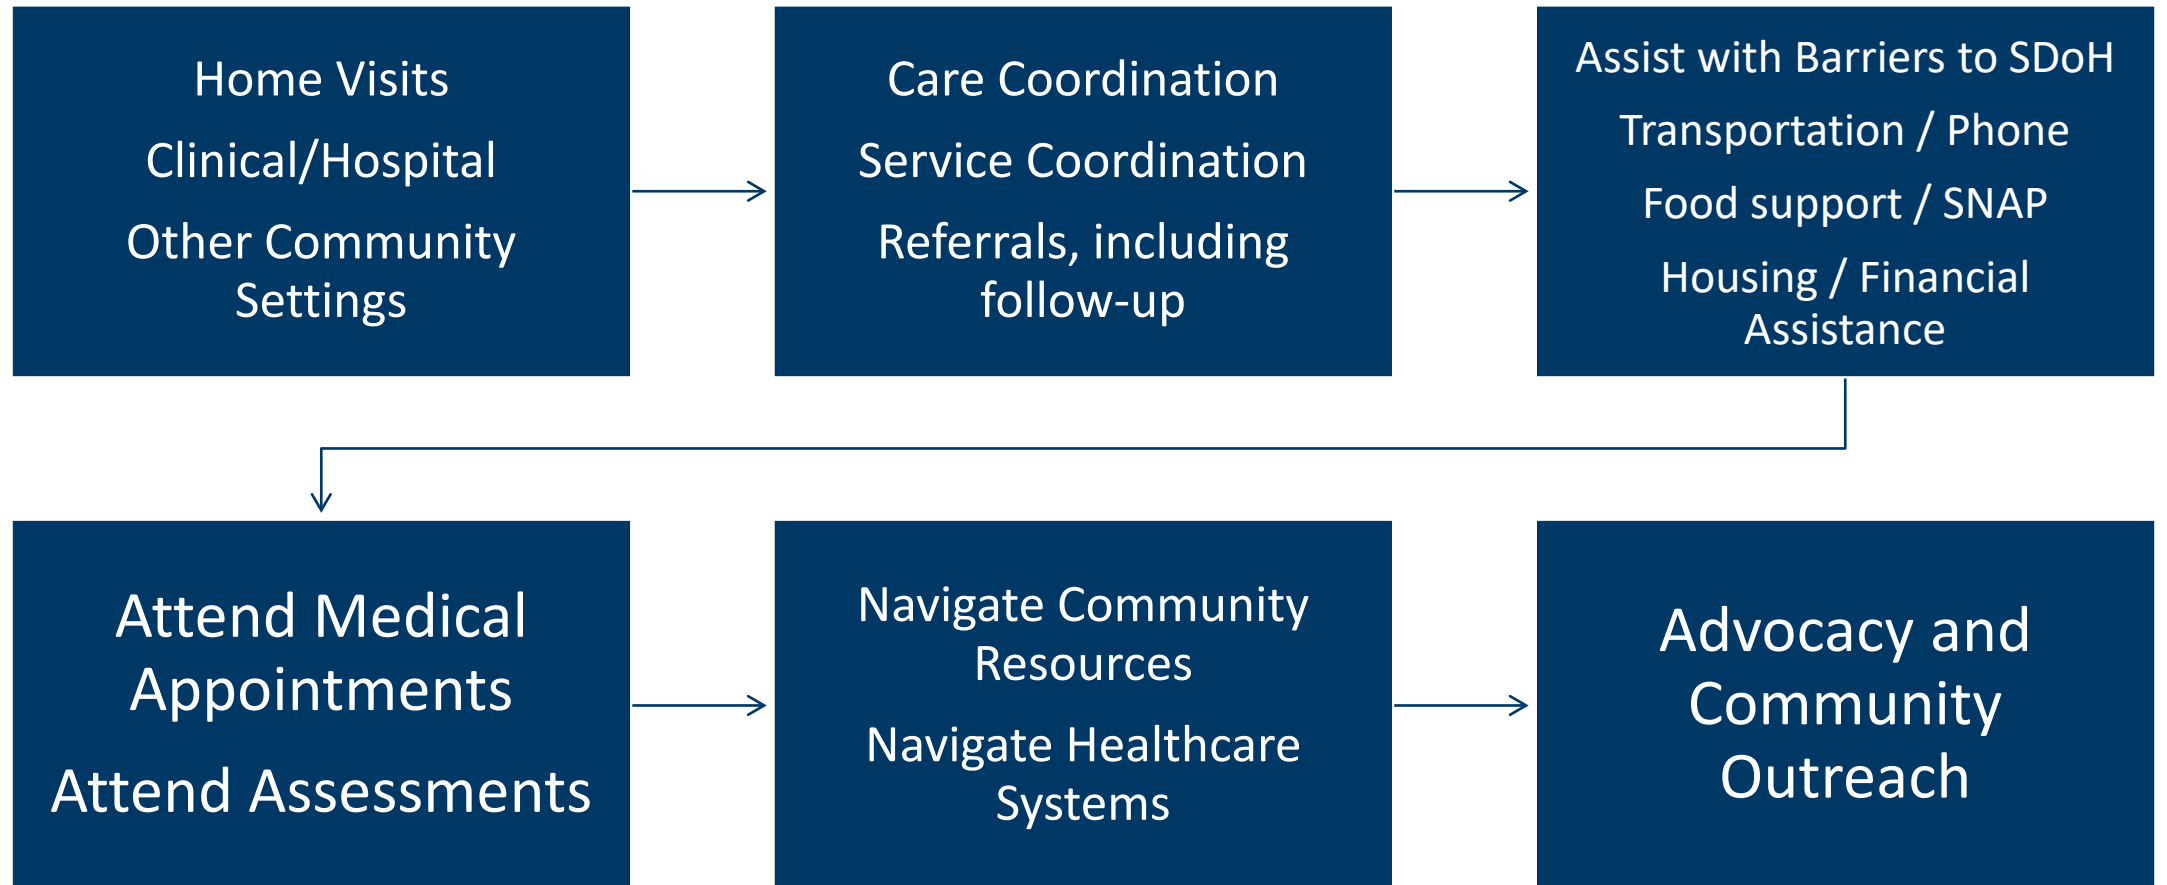 Home Visits
Clinical/Hospital
Other Community
Settings
Care Coordination
Service Coordination
Referrals, including
follow-up
Assist with Barriers to SDoH
Transportation / Phone
Food support / SNAP
Housing / Financial
Assistance
Attend Medical
Appointments
Attend Assessments
Navigate Community
Resources
Navigate Healthcare
Systems
Advocacy and
Community
Outreach